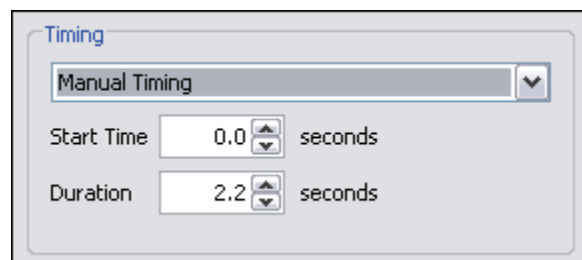 Timing
Manual Timing
Start Time 0.0 seconds
Duration 2.2 seconds